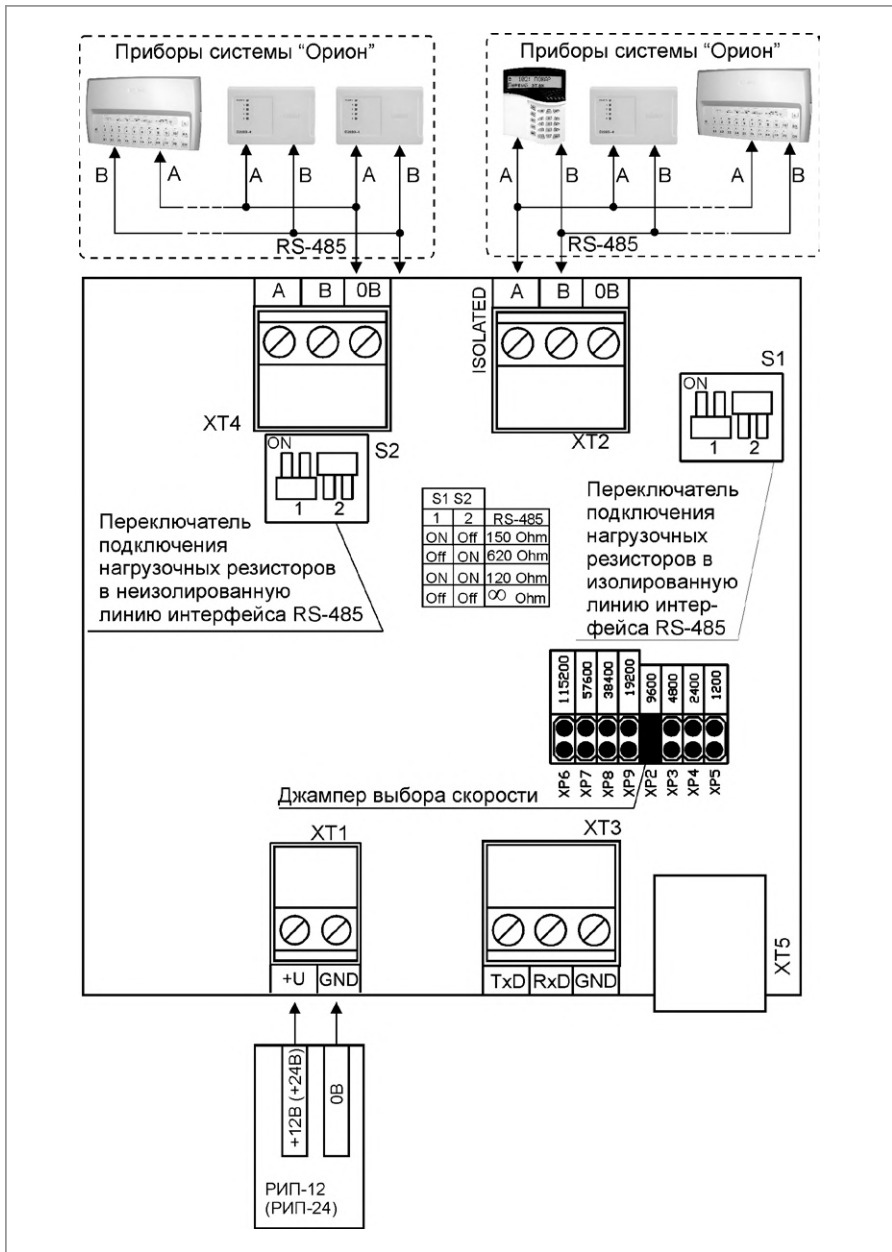 Приборы системы “Орион”
Приборы системы “Орион”
B
A
A
B
A
B
A
B
A
B
A
B
RS-485
RS-485
A B 0B
ISOLATED
A B 0B
XT4
XT2
S1
ON
1 2
ON
1 2
S2
S1 S2
1 2 RS-485
ON Off 150 Ohm
Off ON 620 Ohm
ON ON 120 Ohm
Off Off ∞ Ohm
Переключатель
подключения
нагрузочных резисторов
в неизолированную
линию интерфейса RS-485
Переключатель
подключения
нагрузочных
резисторов в
изолированную
линию интер-
фейса RS-485
115200 57600 38400 19200 9600 4800 2400 1200
XP6 XP7 XP8 XP9 XP2 XP3 XP4 XP5
Джампер выбора скорости
XT1
XT3
XT5
+U GND
TxD RxD GND
+12В (+24В)
0В
РИП-12
(РИП-24)